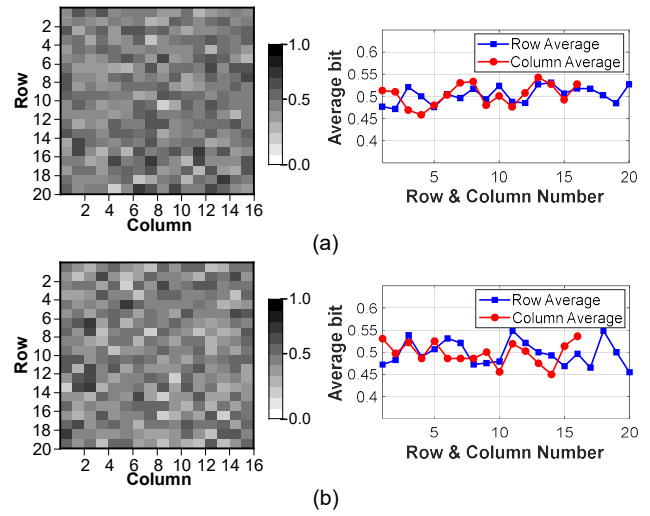 2
4
6
8
10
12
14
16
18
20
Row
2 4 6 8 10 12 14 16
Column
1.0
0.5
0.0
0.6
0.55
0.5
0.45
0.4
Average bit
Row Average
Column Average
5 10 15 20
Row & Column Number
(a)
2
4
6
8
10
12
14
16
18
20
Row
2 4 6 8 10 12 14 16
Column
1.0
0.5
0.0
0.6
0.55
0.5
0.45
0.4
Average bit
Row Average
Column Average
5 10 15 20
Row & Column Number
(b)